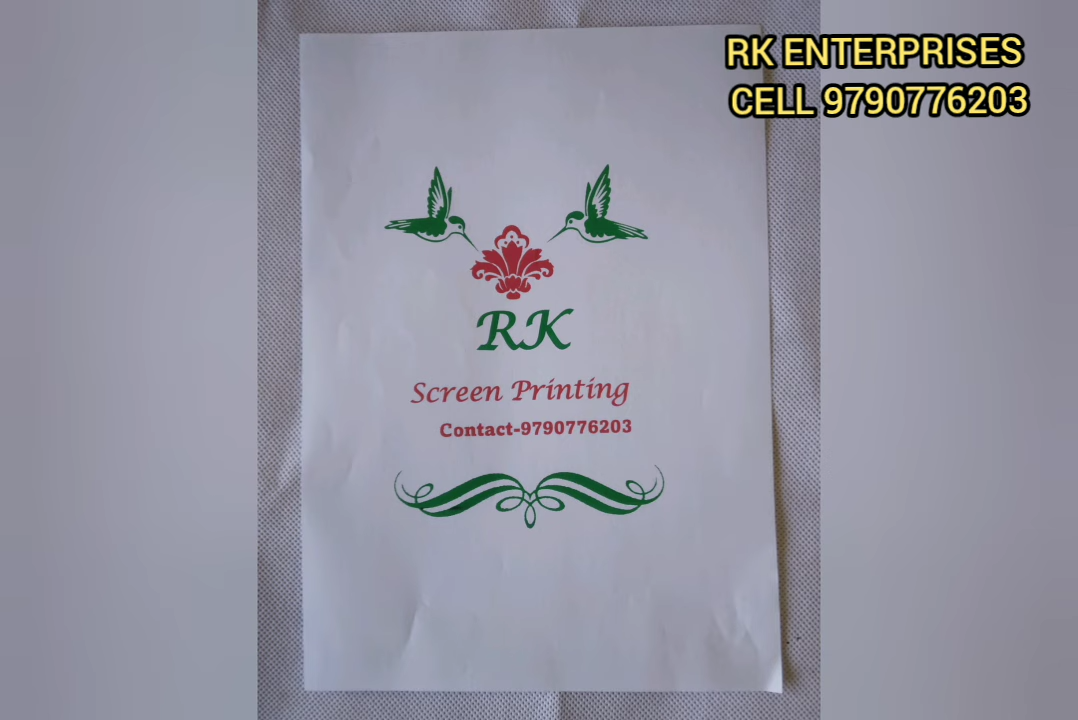 RK ENTERPRISES
CELL 9790776203
RK
Screen Printing
Contact-9790776203